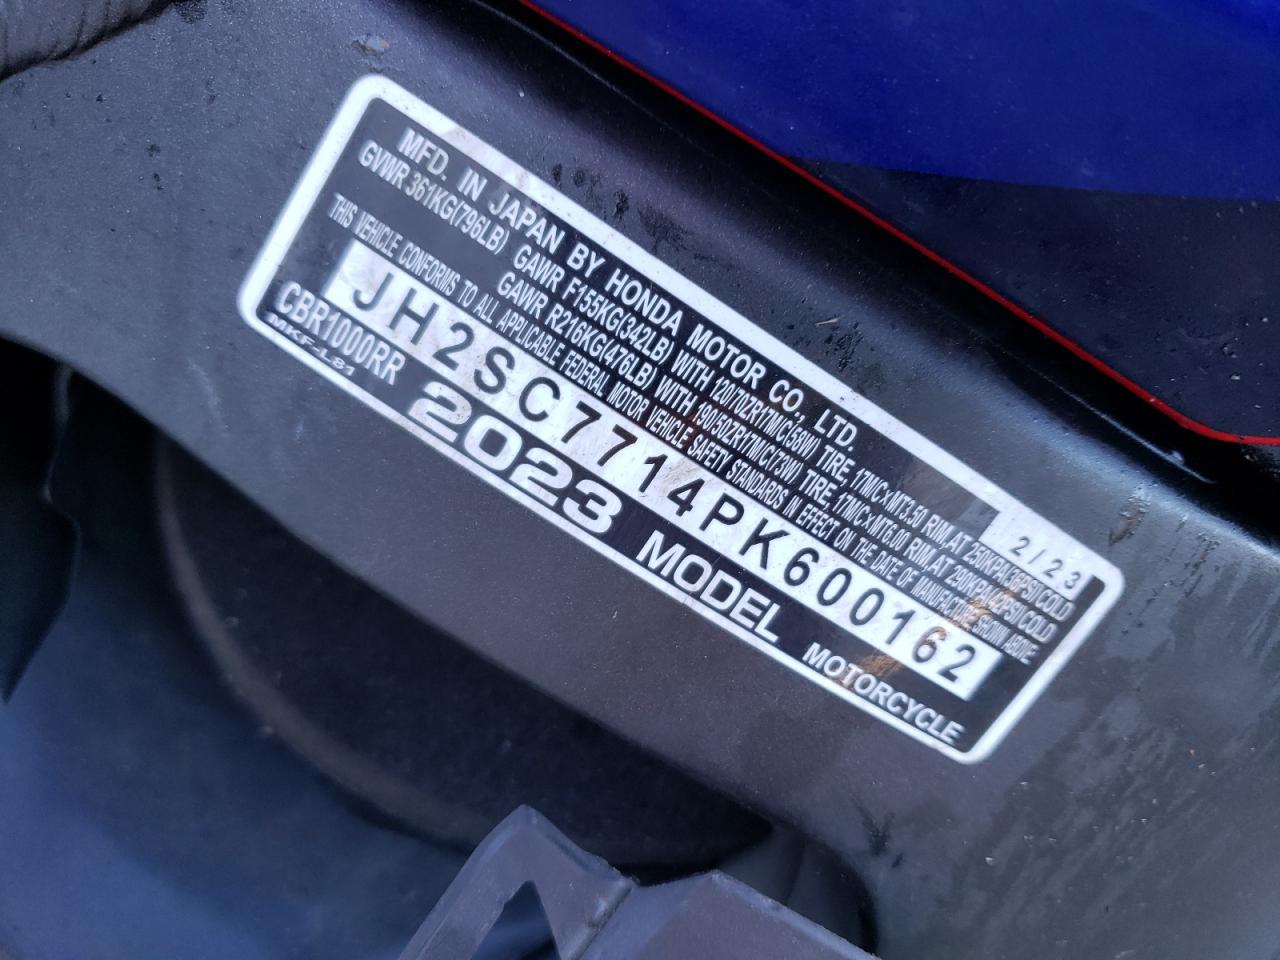 MFD. IN JAPAN BY HONDA MOTOR CO., LTD. 2/23
GVWR 361KG(796LB) GAWR F155KG(342LB) WITH 120/70ZR17M/C(58W) TIRE, 17M/CxMT3.50 RIM, AT 250KPA(36PSI)COLD
GAWR R216KG(476LB) WITH 190/50ZR17M/C(73W) TIRE, 17M/CxMT6.00 RIM, AT 290KPA(42PSI)COLD
THIS VEHICLE CONFORMS TO ALL APPLICABLE FEDERAL MOTOR VEHICLE SAFETY STANDARDS IN EFFECT ON THE DATE OF MANUFACTURE SHOWN ABOVE.
JH2SC7714PK600162
CBR1000RR
MKF-L81
2023 MODEL MOTORCYCLE